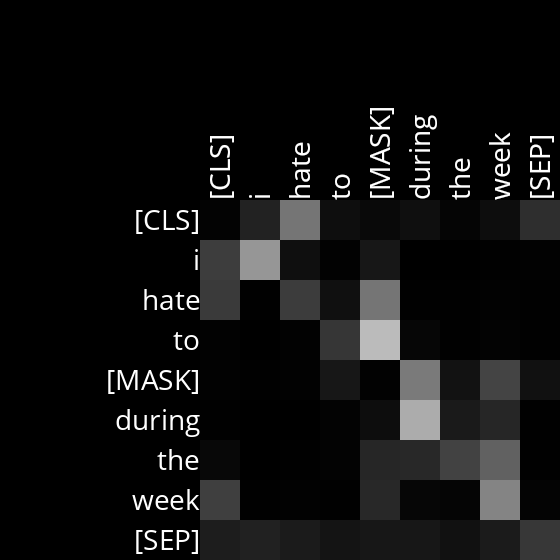 [CLS] i hate to [MASK] during the week [SEP]
[CLS]
i
hate
to
[MASK]
during
the
week
[SEP]